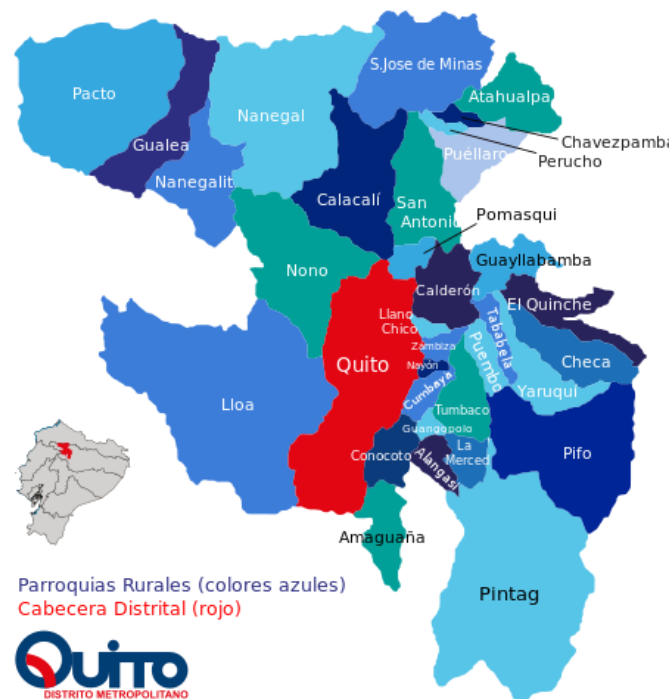 S.Jose de Minas
Pacto
Nanegal
Atahualpa
Gualea
Chavezpamba
Perucho
Puéllaro
Nanegalit
Calacalí
San
Antonio
Pomasqui
Nono
Guayllabamba
Calderón
El Quinche
Llano
Chico
Tababela
Zambiza
Puembo
Quito
Nayón
Checa
Cumbaya
Yaruquí
Lloa
Tumbaco
Guangopolo
Conocoto
Alangasí
La
Merced
Pifo
Amaguaña
Pintag
Parroquias Rurales (colores azules)
Cabecera Distrital (rojo)
Quito
DISTRITO METROPOLITANO